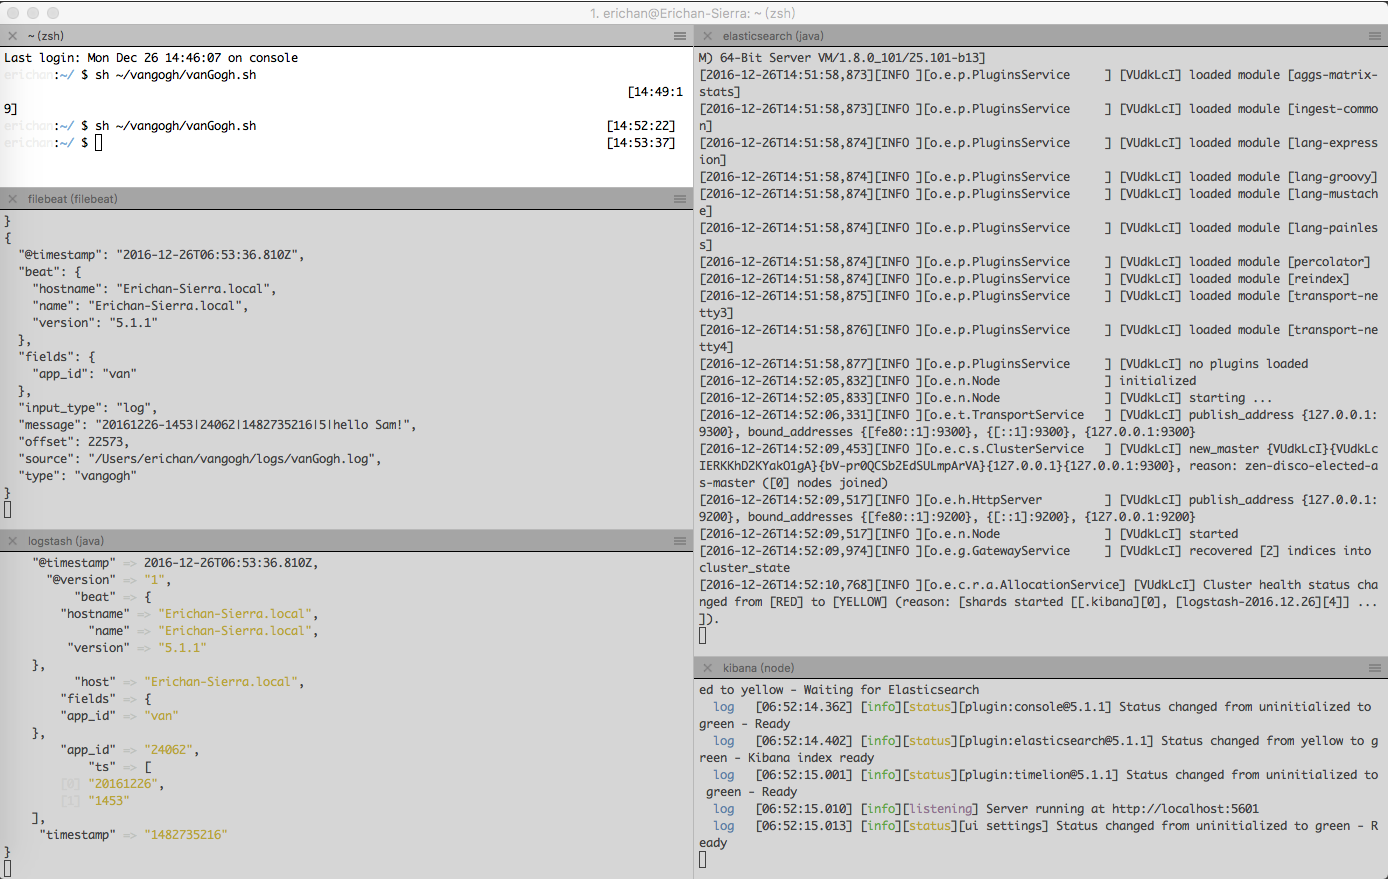 1. erichan@Erichan-Sierra: ~ (zsh)
~ (zsh)
Last login: Mon Dec 26 14:46:07 on console
erichan:~/ $ sh ~/vangogh/vanGogh.sh
[14:49:1
9]
erichan:~/ $ sh ~/vangogh/vanGogh.sh [14:52:22]
erichan:~/ $ [14:53:37]
filebeat (filebeat)
}
{
"@timestamp": "2016-12-26T06:53:36.810Z",
"beat": {
"hostname": "Erichan-Sierra.local",
"name": "Erichan-Sierra.local",
"version": "5.1.1"
},
"fields": {
"app_id": "van"
},
"input_type": "log",
"message": "20161226-1453|24062|1482735216|5|hello Sam!",
"offset": 22573,
"source": "/Users/erichan/vangogh/logs/vanGogh.log",
"type": "vangogh"
}
logstash (java)
"@timestamp" => 2016-12-26T06:53:36.810Z,
"@version" => "1",
"beat" => {
"hostname" => "Erichan-Sierra.local",
"name" => "Erichan-Sierra.local",
"version" => "5.1.1"
},
"host" => "Erichan-Sierra.local",
"fields" => {
"app_id" => "van"
},
"app_id" => "24062",
"ts" => [
[0] "20161226",
[1] "1453"
],
"timestamp" => "1482735216"
}
elasticsearch (java)
M) 64-Bit Server VM/1.8.0_101/25.101-b13]
[2016-12-26T14:51:58,873][INFO ][o.e.p.PluginsService     ] [VUdkLcI] loaded module [aggs-matrix-
stats]
[2016-12-26T14:51:58,873][INFO ][o.e.p.PluginsService     ] [VUdkLcI] loaded module [ingest-commo
n]
[2016-12-26T14:51:58,874][INFO ][o.e.p.PluginsService     ] [VUdkLcI] loaded module [lang-express
ion]
[2016-12-26T14:51:58,874][INFO ][o.e.p.PluginsService     ] [VUdkLcI] loaded module [lang-groovy]
[2016-12-26T14:51:58,874][INFO ][o.e.p.PluginsService     ] [VUdkLcI] loaded module [lang-mustach
e]
[2016-12-26T14:51:58,874][INFO ][o.e.p.PluginsService     ] [VUdkLcI] loaded module [lang-painles
s]
[2016-12-26T14:51:58,874][INFO ][o.e.p.PluginsService     ] [VUdkLcI] loaded module [percolator]
[2016-12-26T14:51:58,874][INFO ][o.e.p.PluginsService     ] [VUdkLcI] loaded module [reindex]
[2016-12-26T14:51:58,875][INFO ][o.e.p.PluginsService     ] [VUdkLcI] loaded module [transport-ne
tty3]
[2016-12-26T14:51:58,876][INFO ][o.e.p.PluginsService     ] [VUdkLcI] loaded module [transport-ne
tty4]
[2016-12-26T14:51:58,877][INFO ][o.e.p.PluginsService     ] [VUdkLcI] no plugins loaded
[2016-12-26T14:52:05,832][INFO ][o.e.n.Node               ] initialized
[2016-12-26T14:52:05,833][INFO ][o.e.n.Node               ] [VUdkLcI] starting ...
[2016-12-26T14:52:06,331][INFO ][o.e.t.TransportService   ] [VUdkLcI] publish_address {127.0.0.1:
9300}, bound_addresses {[fe80::1]:9300}, {[::1]:9300}, {127.0.0.1:9300}
[2016-12-26T14:52:09,453][INFO ][o.e.c.s.ClusterService   ] [VUdkLcI] new_master {VUdkLcI}{VUdkLc
IERKKhD2KYakO1gA}{bV-pr0QCSb2EdSULmpArVA}{127.0.0.1}{127.0.0.1:9300}, reason: zen-disco-elected-a
s-master ([0] nodes joined)
[2016-12-26T14:52:09,517][INFO ][o.e.h.HttpServer         ] [VUdkLcI] publish_address {127.0.0.1:
9200}, bound_addresses {[fe80::1]:9200}, {[::1]:9200}, {127.0.0.1:9200}
[2016-12-26T14:52:09,517][INFO ][o.e.n.Node               ] [VUdkLcI] started
[2016-12-26T14:52:09,974][INFO ][o.e.g.GatewayService     ] [VUdkLcI] recovered [2] indices into
cluster_state
[2016-12-26T14:52:10,768][INFO ][o.e.c.r.a.AllocationService] [VUdkLcI] Cluster health status cha
nged from [RED] to [YELLOW] (reason: [shards started [[.kibana][0], [logstash-2016.12.26][4]] ...
]).
kibana (node)
ed to yellow - Waiting for Elasticsearch
log   [06:52:14.362] [info][status][plugin:console@5.1.1] Status changed from uninitialized to
green - Ready
log   [06:52:14.402] [info][status][plugin:elasticsearch@5.1.1] Status changed from yellow to g
reen - Kibana index ready
log   [06:52:15.001] [info][status][plugin:timelion@5.1.1] Status changed from uninitialized to
green - Ready
log   [06:52:15.010] [info][listening] Server running at http://localhost:5601
log   [06:52:15.013] [info][status][ui settings] Status changed from uninitialized to green - R
eady